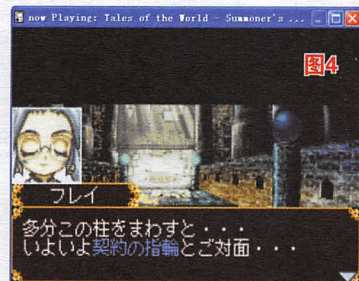 now Playing: Tales of the World - Summoner's ...
图4
フレイ
多分この柱をまわすと・・・
いよいよ契約の指輪とご対面・・・